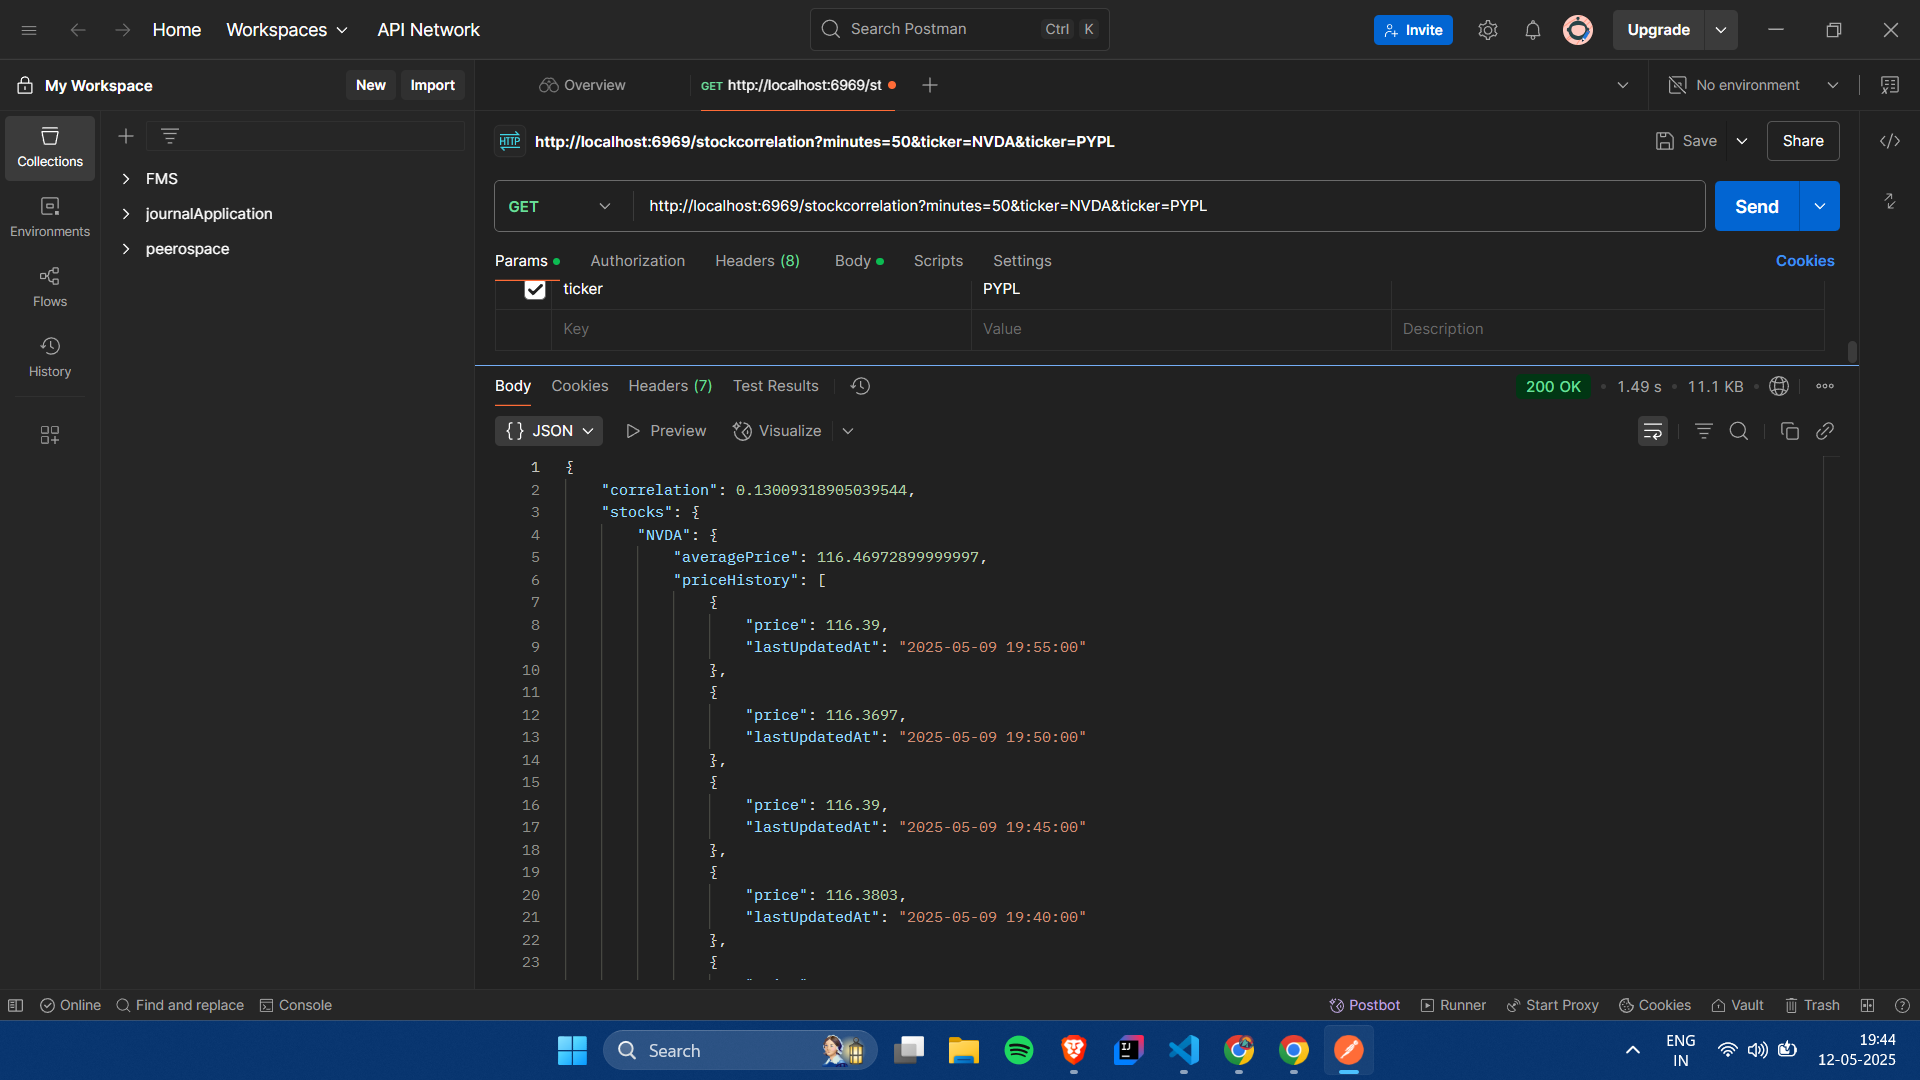 Home Workspaces API Network Search Postman Ctrl K Invite Upgrade
My Workspace New Import Overview GET http://localhost:6969/st No environment
Collections
Environments
Flows
History
FMS
journalApplication
peerospace
HTTP http://localhost:6969/stockcorrelation?minutes=50&ticker=NVDA&ticker=PYPL Save Share
GET http://localhost:6969/stockcorrelation?minutes=50&ticker=NVDA&ticker=PYPL Send
Params Authorization Headers (8) Body Scripts Settings Cookies
ticker PYPL
Key Value Description
Body Cookies Headers (7) Test Results 200 OK 1.49 s 11.1 KB
{} JSON Preview Visualize
1 {
2 "correlation": 0.13009318905039544,
3 "stocks": {
4 "NVDA": {
5 "averagePrice": 116.46972899999997,
6 "priceHistory": [
7 {
8 "price": 116.39,
9 "lastUpdatedAt": "2025-05-09 19:55:00"
10 },
11 {
12 "price": 116.3697,
13 "lastUpdatedAt": "2025-05-09 19:50:00"
14 },
15 {
16 "price": 116.39,
17 "lastUpdatedAt": "2025-05-09 19:45:00"
18 },
19 {
20 "price": 116.3803,
21 "lastUpdatedAt": "2025-05-09 19:40:00"
22 },
23 {
Online Find and replace Console Postbot Runner Start Proxy Cookies Vault Trash
Search ENG IN 19:44
12-05-2025